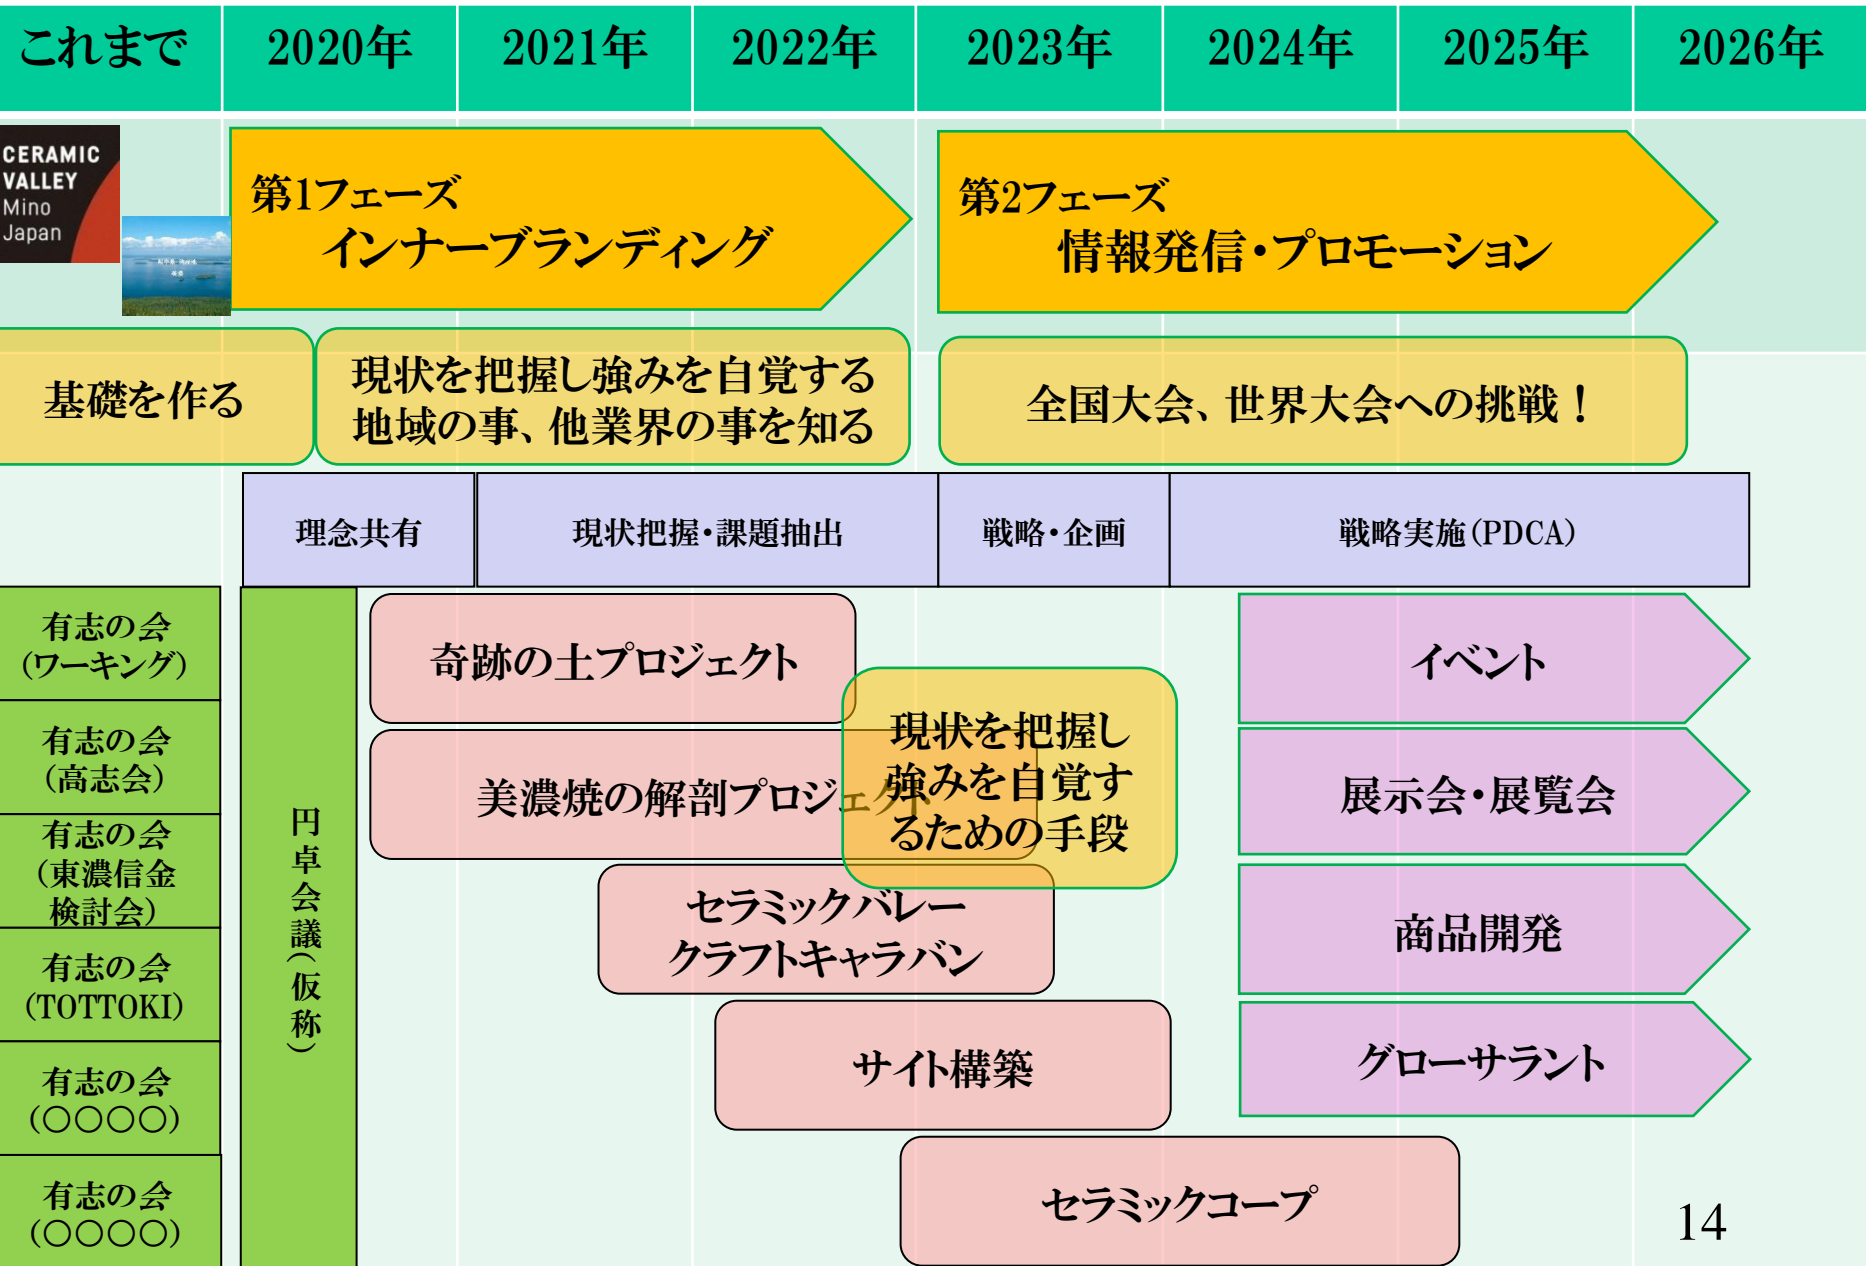 これまで
2020年
2021年
2022年
2023年
2024年
2025年
2026年
CERAMIC
VALLEY
Mino
Japan
第1フェーズ
インナーブランディング
第2フェーズ
情報発信・プロモーション
基礎を作る
現状を把握し強みを自覚する
地域の事、他業界の事を知る
全国大会、世界大会への挑戦！
理念共有
現状把握・課題抽出
戦略・企画
戦略実施（PDCA）
有志の会
（ワーキング）
有志の会
（高志会）
有志の会
（東濃信金
検討会）
有志の会
（TOTTOKI）
有志の会
（○○○○）
有志の会
（○○○○）
円卓会議（仮称）
奇跡の土プロジェクト
美濃焼の解剖プロジェクト
現状を把握し
強みを自覚す
るための手段
セラミックバレー
クラフトキャラバン
サイト構築
セラミックコープ
イベント
展示会・展覧会
商品開発
グローサラント
14